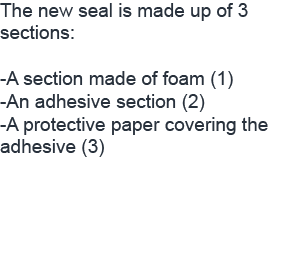 The new seal is made up of 3
sections:
-A section made of foam (1)
-An adhesive section (2)
-A protective paper covering the
adhesive (3)